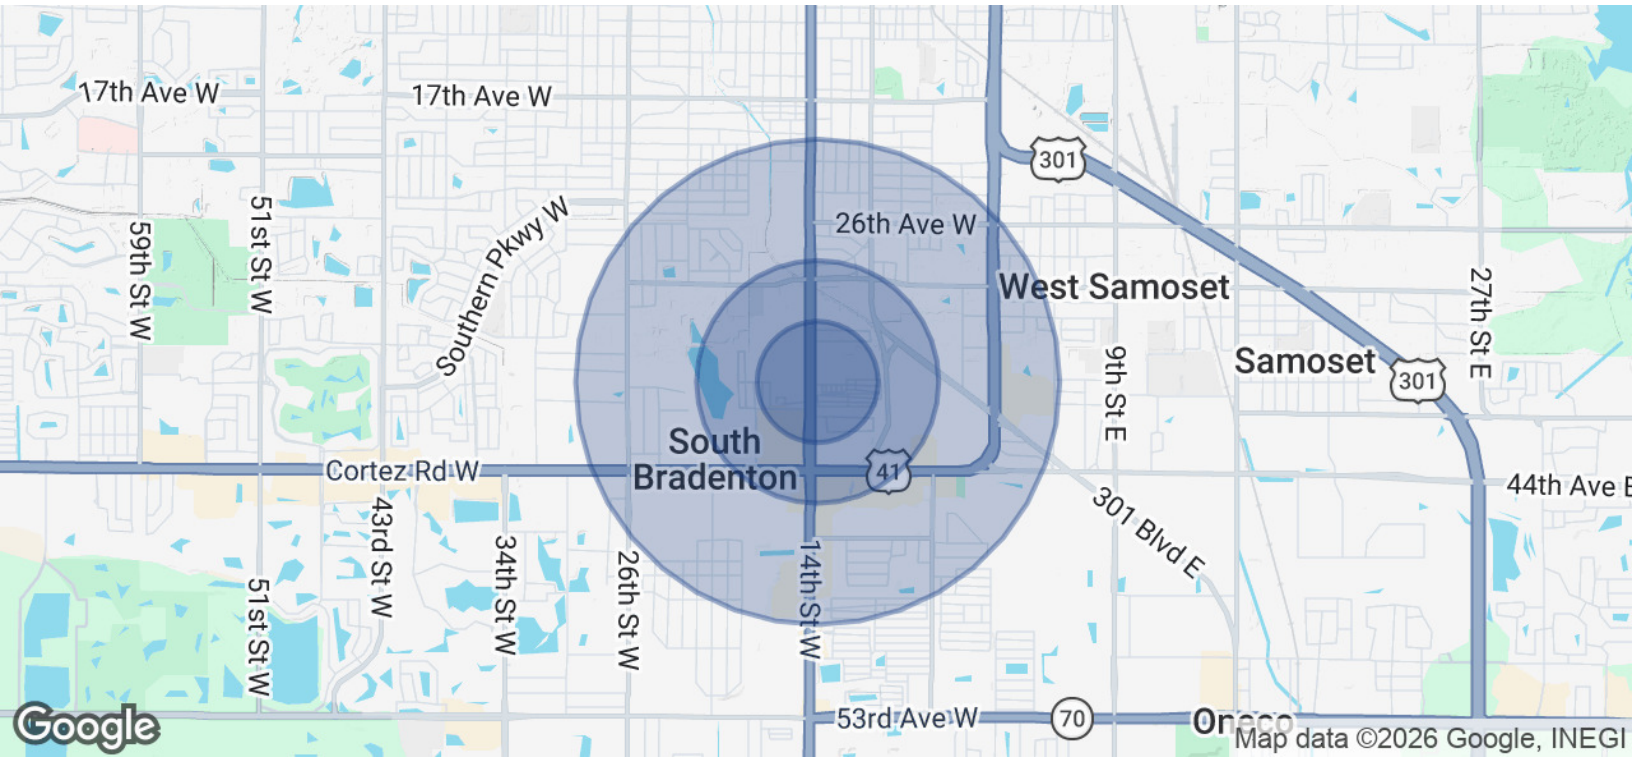 17th Ave W
17th Ave W
301
51st St W
Southern Pkwy W
59th St W
26th Ave W
West Samoset
27th St E
Samoset
9th St E
301
South
Bradenton
Cortez Rd W
41
44th Ave E
43rd St W
34th St W
26th St W
14th St W
301 Blvd E
51st St W
53rd Ave W
70
Oneco
Google
Map data ©2026 Google, INEGI